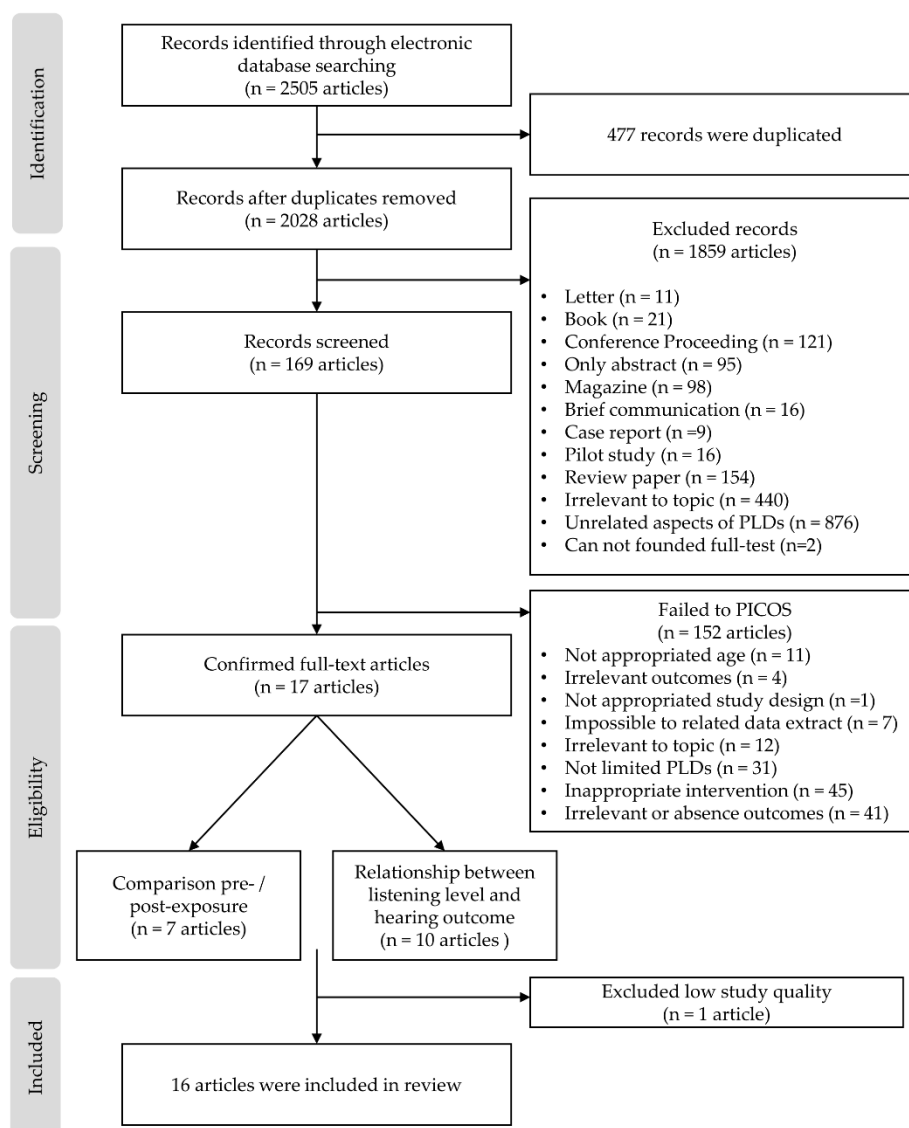 Identification
Records identified through electronic
database searching
(n = 2505 articles)
477 records were duplicated
Records after duplicates removed
(n = 2028 articles)
Screening
Excluded records
(n = 1859 articles)
• Letter (n = 11)
• Book (n = 21)
• Conference Proceeding (n = 121)
• Only abstract (n = 95)
• Magazine (n = 98)
• Brief communication (n = 16)
• Case report (n =9)
• Pilot study (n = 16)
• Review paper (n = 154)
• Irrelevant to topic (n = 440)
• Unrelated aspects of PLDs (n = 876)
• Can not founded full-test (n=2)
Records screened
(n = 169 articles)
Eligibility
Failed to PICOS
(n = 152 articles)
• Not appropriated age (n = 11)
• Irrelevant outcomes (n = 4)
• Not appropriated study design (n =1)
• Impossible to related data extract (n = 7)
• Irrelevant to topic (n = 12)
• Not limited PLDs (n = 31)
• Inappropriate intervention (n = 45)
• Irrelevant or absence outcomes (n = 41)
Confirmed full-text articles
(n = 17 articles)
Comparison pre- /
post-exposure
(n = 7 articles)
Relationship between
listening level and
hearing outcome
(n = 10 articles )
Included
Excluded low study quality
(n = 1 article)
16 articles were included in review